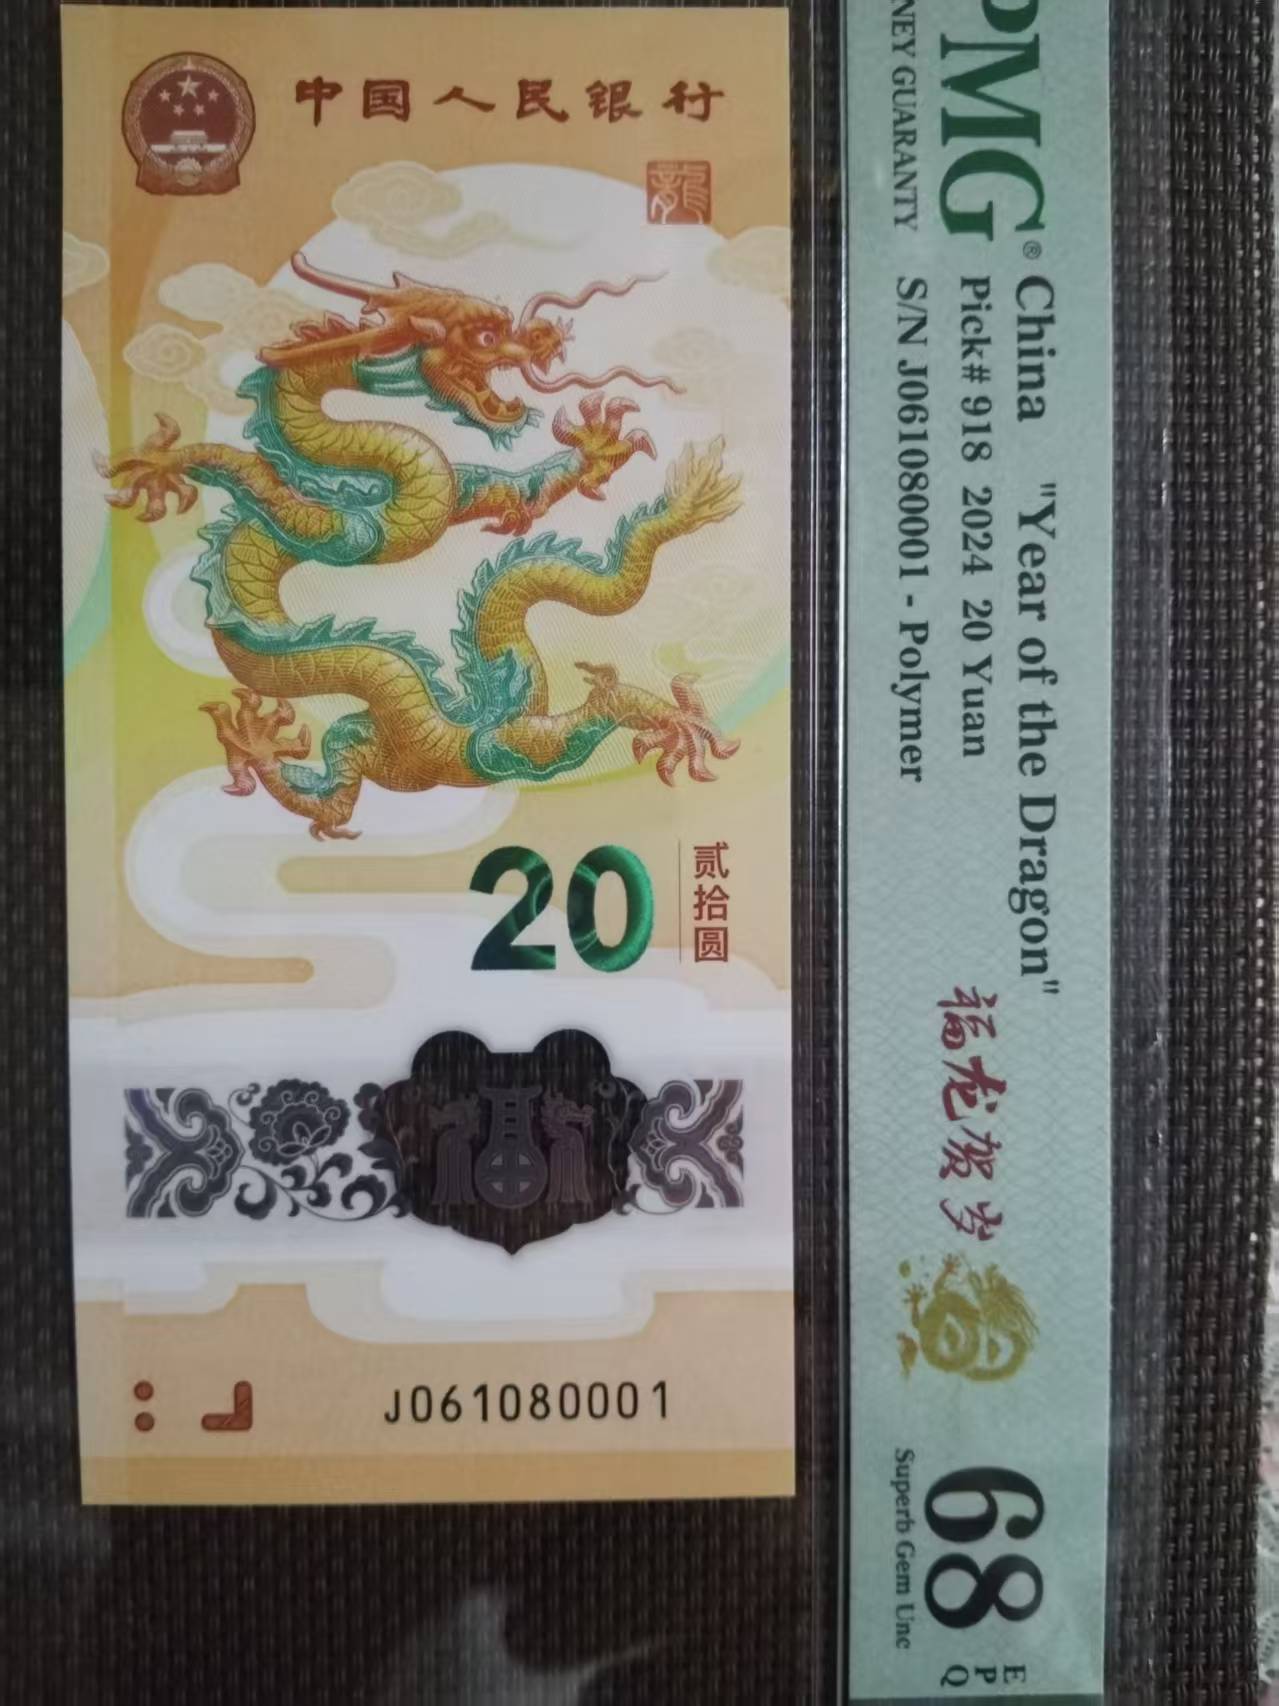 中国人民银行
龍
20
贰拾圆
J061080001
PMG
NEY GUARANTY
China "Year of the Dragon"
Pick# 918 2024 20 Yuan
S/N J061080001 - Polymer
福龙贺岁
68 EPQ
Superb Gem Unc